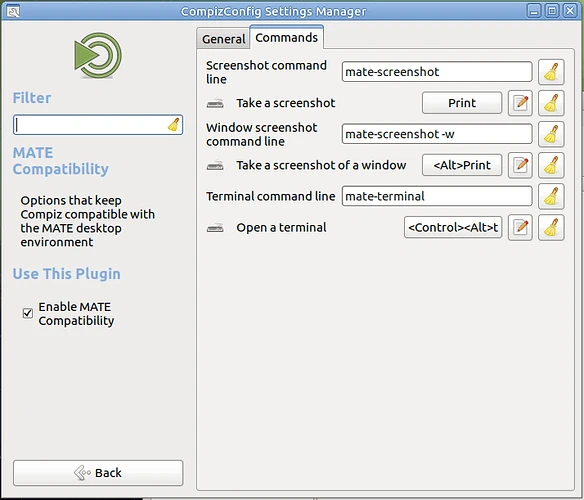 CompizConfig Settings Manager
Filter
MATE
Compatibility
Options that keep
Compiz compatible with
the MATE desktop
environment
Use This Plugin
Enable MATE
Compatibility
Back
General
Commands
Screenshot command
line
mate-screenshot
Take a screenshot
Print
Window screenshot
command line
mate-screenshot -w
Take a screenshot of a window
<Alt>Print
Terminal command line
mate-terminal
Open a terminal
<Control><Alt>t